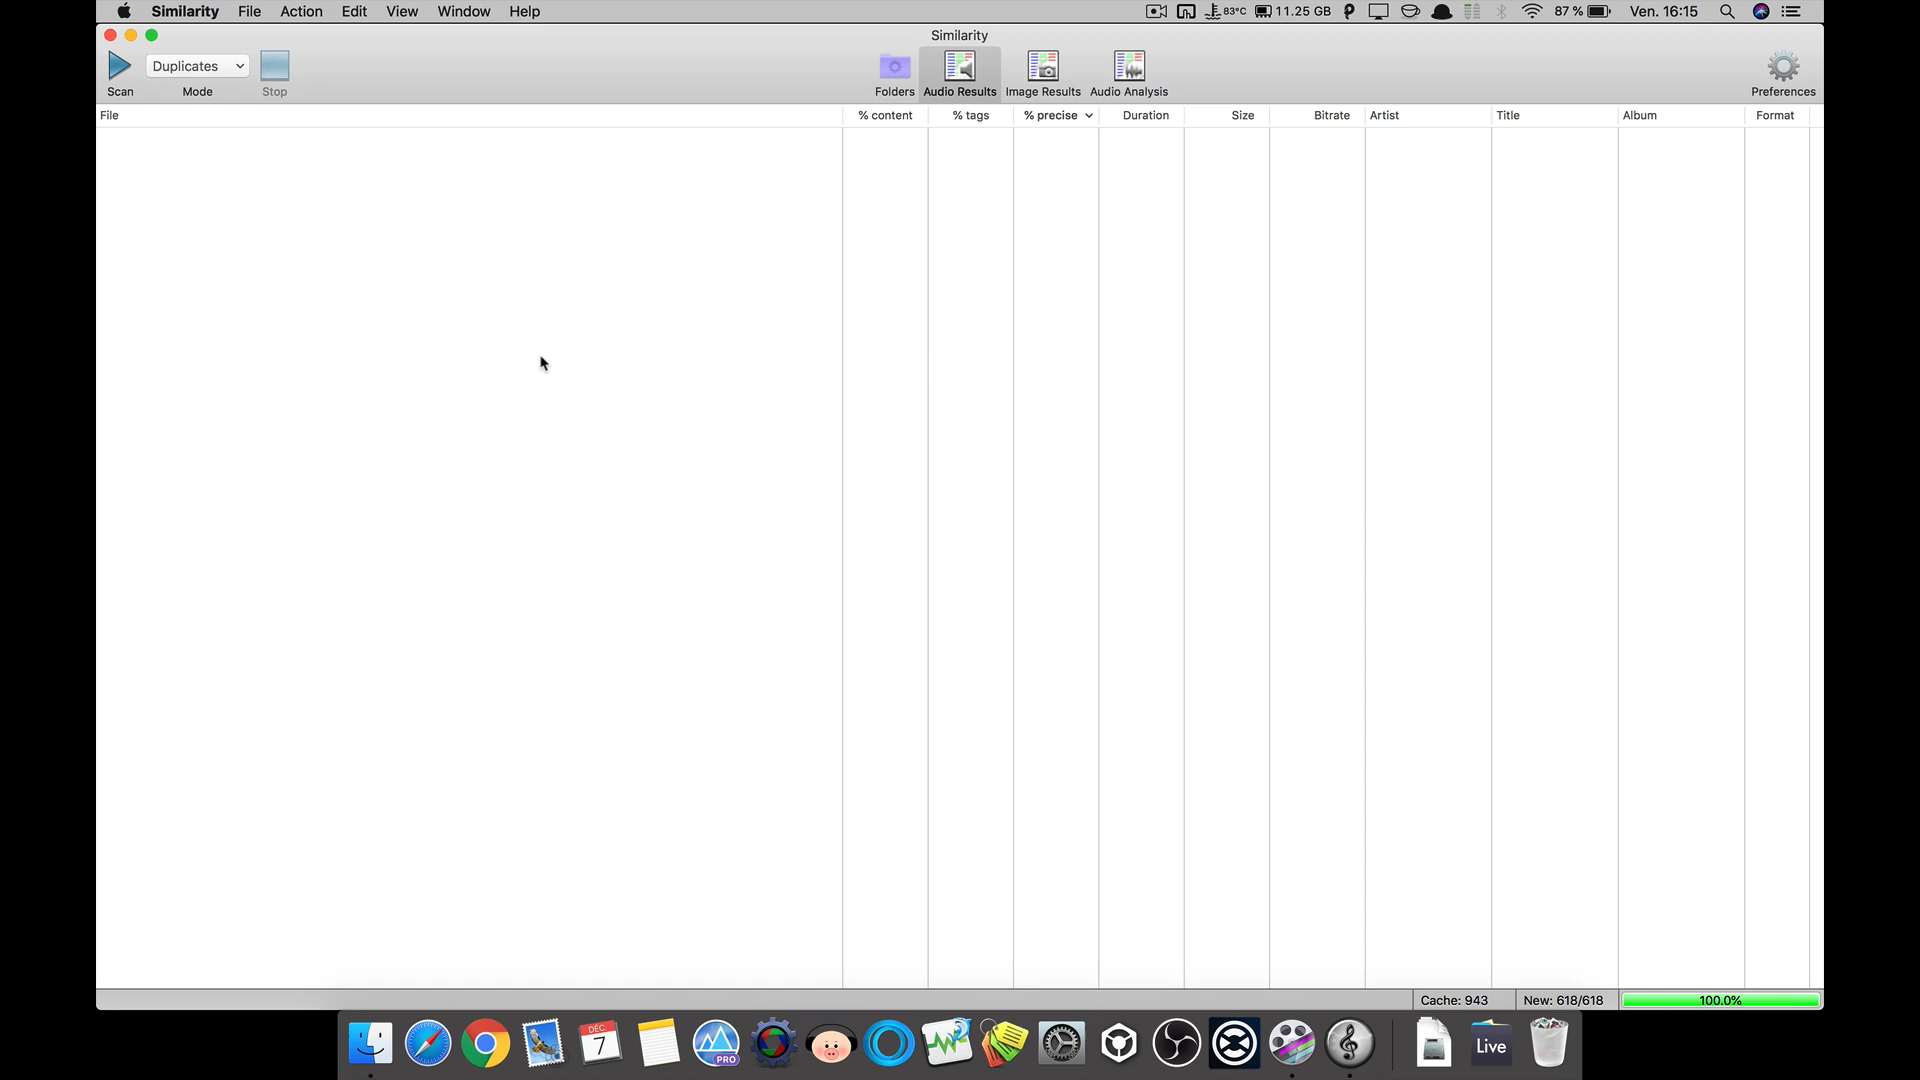 Similarity File Action Edit View Window Help 83°C 11.25 GB 87 % Ven. 16:15
Similarity
Duplicates
Scan Mode Stop Folders Audio Results Image Results Audio Analysis Preferences
File % content % tags % precise Duration Size Bitrate Artist Title Album Format
Cache: 943 New: 618/618 100.0%
DÉC
7
PRO
Live